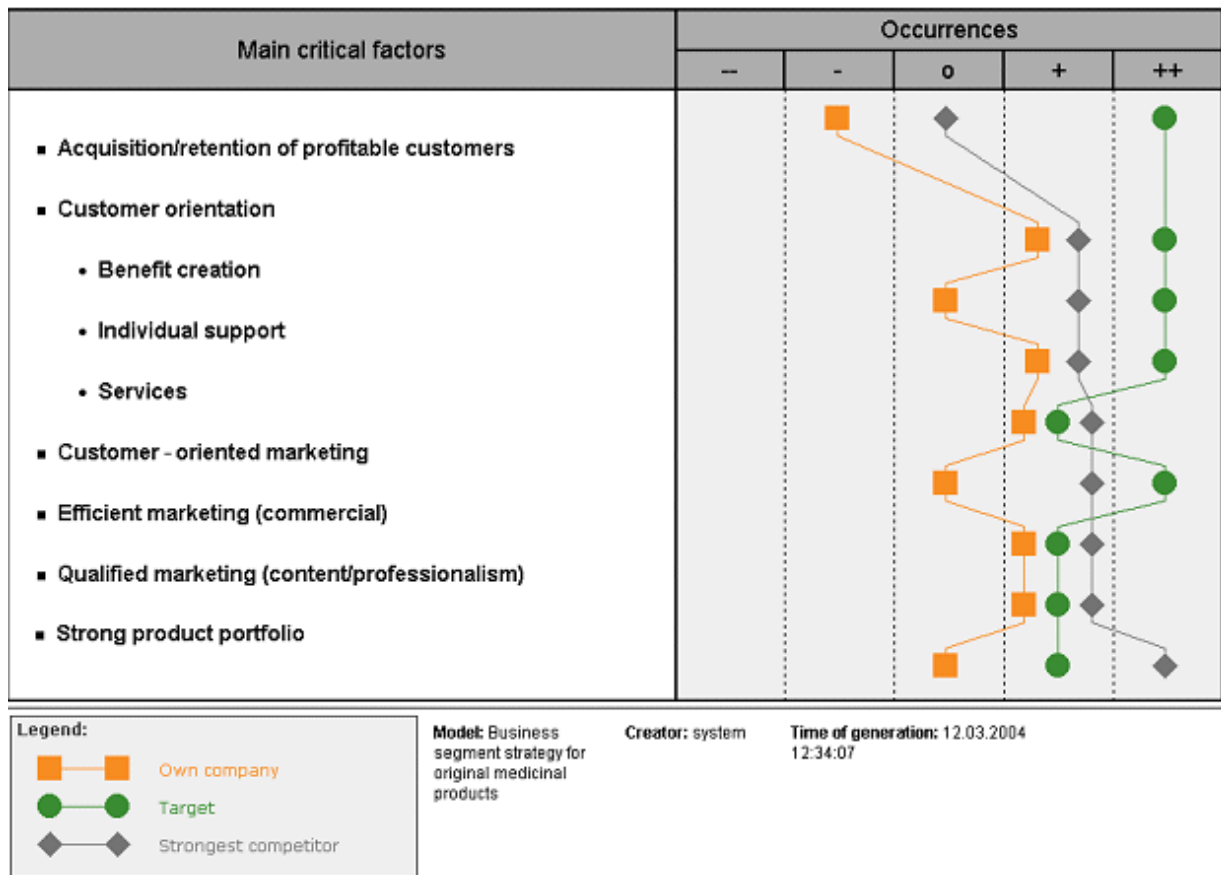 Main critical factors
Occurrences
-- - o + ++
▪ Acquisition/retention of profitable customers
▪ Customer orientation
• Benefit creation
• Individual support
• Services
▪ Customer - oriented marketing
▪ Efficient marketing (commercial)
▪ Qualified marketing (content/professionalism)
▪ Strong product portfolio
Legend:
Own company
Target
Strongest competitor
Model: Business
segment strategy for
original medicinal
products
Creator: system
Time of generation: 12.03.2004
12:34:07